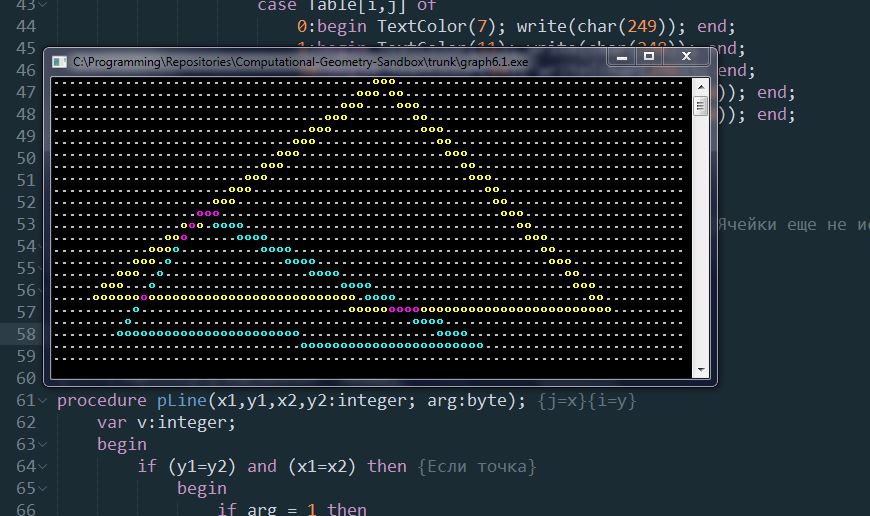 43 case Table[i,j] of
44 0:begin TextColor(7); write(char(249)); end;
45 1:begin TextColor(11); write(char(248)); end;
C:\Programming\Repositories\Computational-Geometry-Sandbox\trunk\graph6.1.exe
46 end;
47 )); end;
48 )); end;
49
50
51
52
53 Ячейки еще не ис
54
55
56
57
58
59
60
61 procedure pLine(x1,y1,x2,y2:integer; arg:byte); {j=x}{i=y}
62 var v:integer;
63 begin
64 if (y1=y2) and (x1=x2) then {Если точка}
65 begin
66 if arg = 1 then